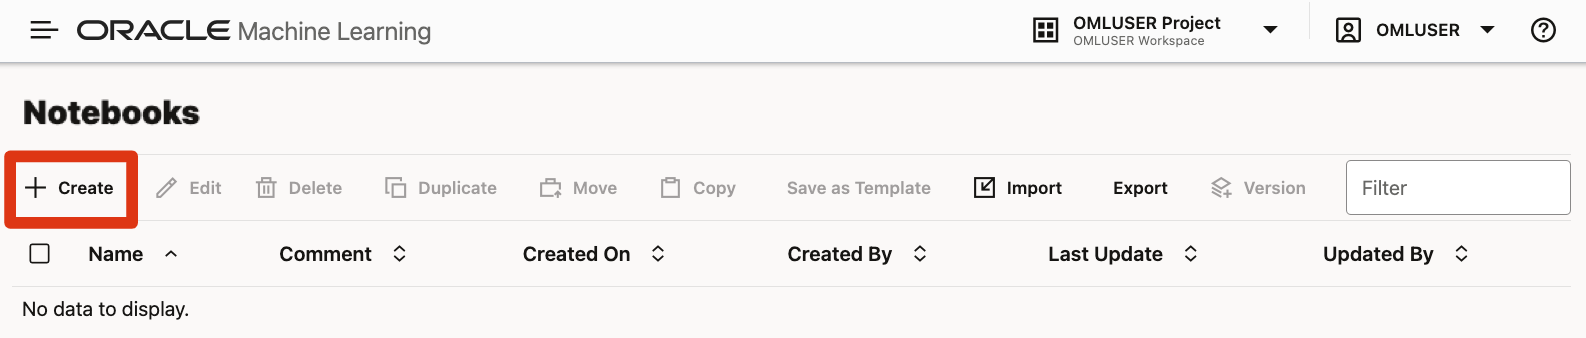 ORACLE Machine Learning
OMLUSER Project
OMLUSER Workspace
OMLUSER
Notebooks
Create Edit Delete Duplicate Move Copy Save as Template Import Export Version Filter
Name Comment Created On Created By Last Update Updated By
No data to display.